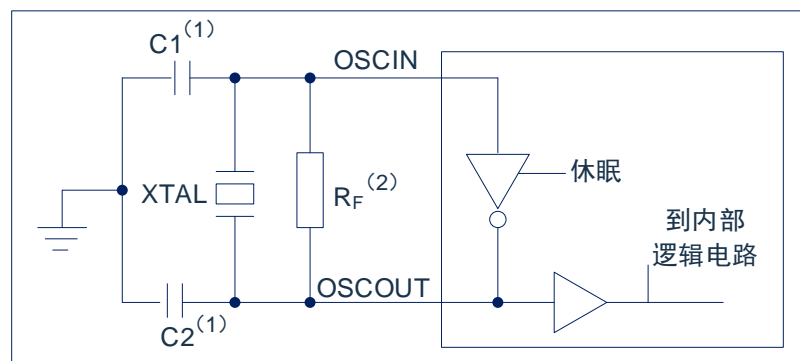 C1(1)
OSCIN
休眠
XTAL
RF(2)
到内部
逻辑电路
OSCOUT
C2(1)